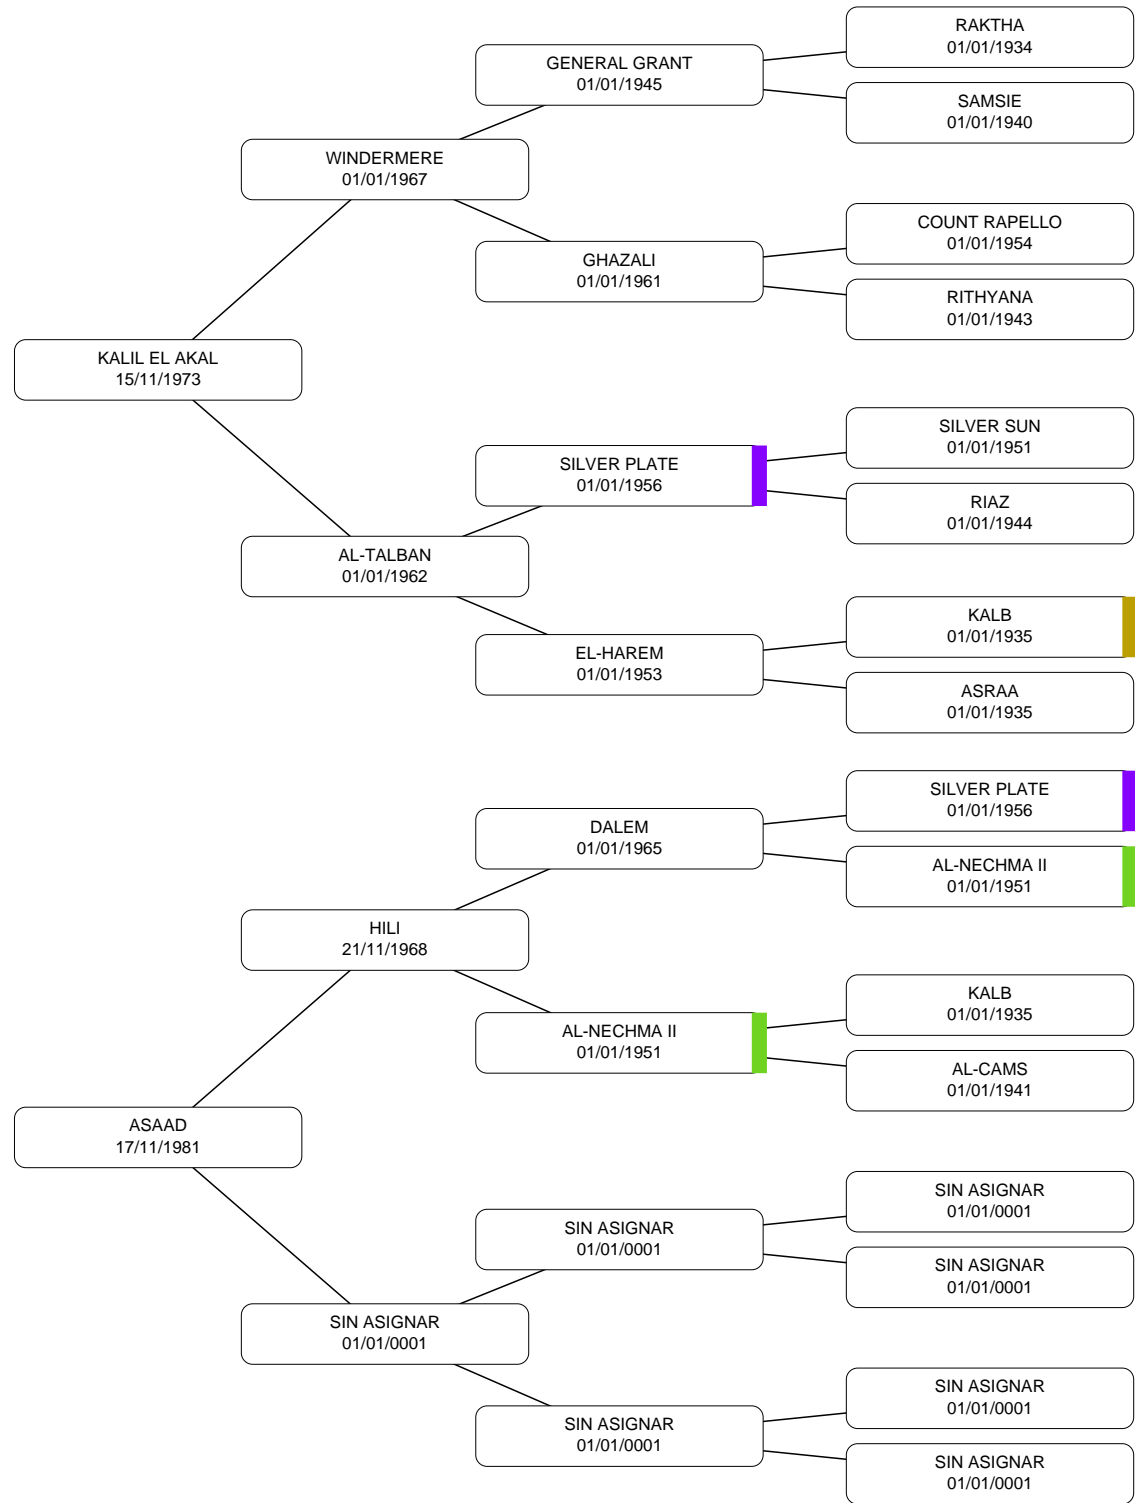 RAKTHA
01/01/1934
GENERAL GRANT
01/01/1945
SAMSIE
01/01/1940
WINDERMERE
01/01/1967
COUNT RAPELLO
01/01/1954
GHAZALI
01/01/1961
RITHYANA
01/01/1943
KALIL EL AKAL
15/11/1973
SILVER SUN
01/01/1951
SILVER PLATE
01/01/1956
RIAZ
01/01/1944
AL-TALBAN
01/01/1962
KALB
01/01/1935
EL-HAREM
01/01/1953
ASRAA
01/01/1935
SILVER PLATE
01/01/1956
DALEM
01/01/1965
AL-NECHMA II
01/01/1951
HILI
21/11/1968
KALB
01/01/1935
AL-NECHMA II
01/01/1951
AL-CAMS
01/01/1941
ASAAD
17/11/1981
SIN ASIGNAR
01/01/0001
SIN ASIGNAR
01/01/0001
SIN ASIGNAR
01/01/0001
SIN ASIGNAR
01/01/0001
SIN ASIGNAR
01/01/0001
SIN ASIGNAR
01/01/0001
SIN ASIGNAR
01/01/0001